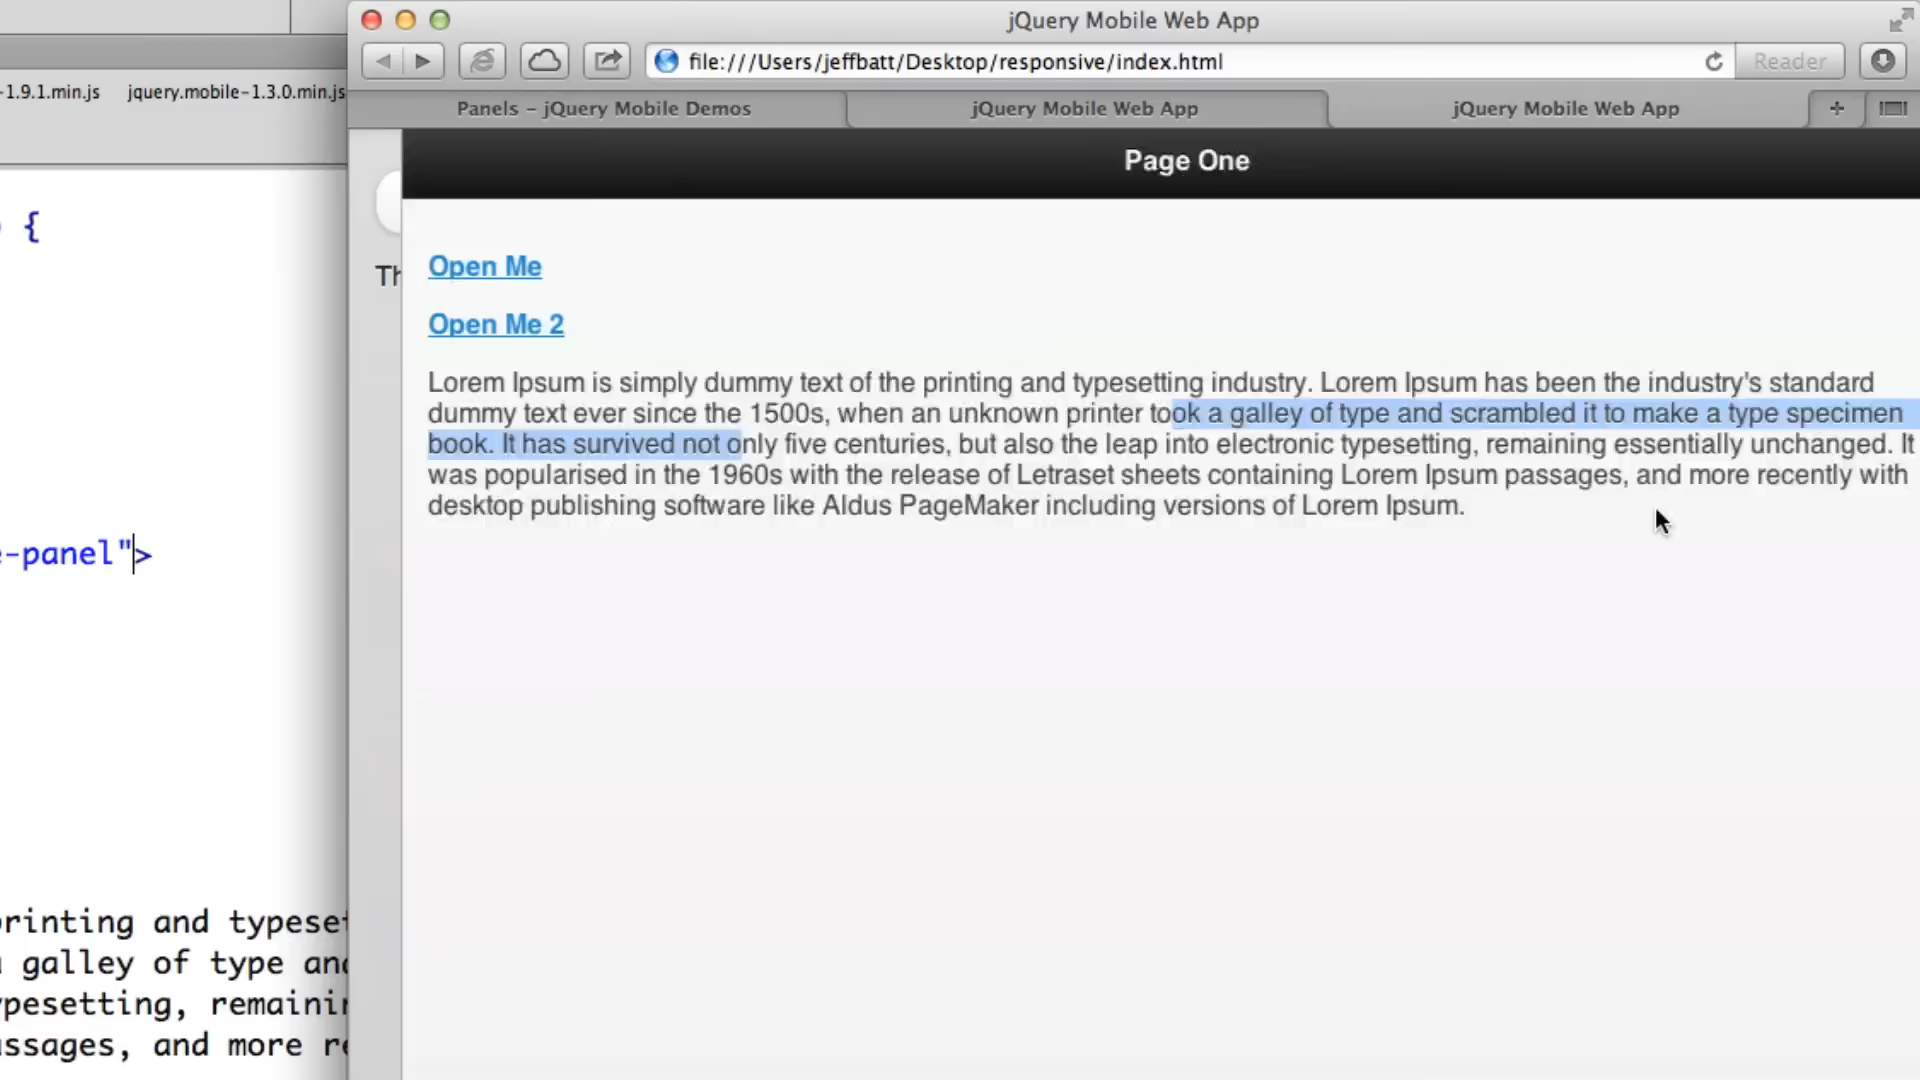 jQuery Mobile Web App
file:///Users/jeffbatt/Desktop/responsive/index.html
Reader
-1.9.1.min.js jquery.mobile-1.3.0.min.js
Panels - jQuery Mobile Demos
jQuery Mobile Web App
jQuery Mobile Web App
Page One
{
Th
Open Me
Open Me 2
Lorem Ipsum is simply dummy text of the printing and typesetting industry. Lorem Ipsum has been the industry's standard
dummy text ever since the 1500s, when an unknown printer took a galley of type and scrambled it to make a type specimen
book. It has survived not only five centuries, but also the leap into electronic typesetting, remaining essentially unchanged. It
was popularised in the 1960s with the release of Letraset sheets containing Lorem Ipsum passages, and more recently with
desktop publishing software like Aldus PageMaker including versions of Lorem Ipsum.
-panel">
rinting and typeset
galley of type and
pesetting, remainin
ssages, and more re